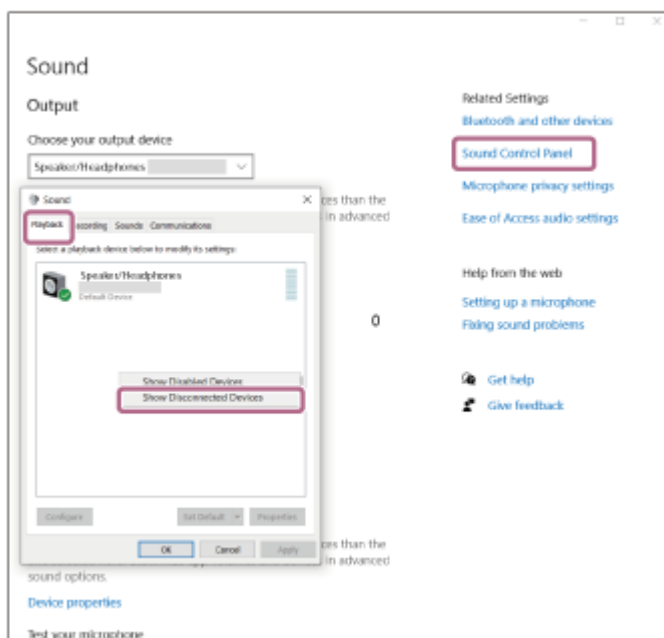 Sound
Output
Choose your output device
Speaker/Headphones
Sound
Playback
ecording
Sounds
Communications
Select a playback device below to modify its settings:
Speaker/Headphones
Default Device
Show Disabled Devices
Show Disconnected Devices
Configure
Set Default
Properties
OK
Cancel
Apply
ces than the
in advanced
0
ces than the
in advanced
sound options.
Device properties
Test your microphone
Related Settings
Bluetooth and other devices
Sound Control Panel
Microphone privacy settings
Ease of Access audio settings
Help from the web
Setting up a microphone
Fixing sound problems
Get help
Give feedback